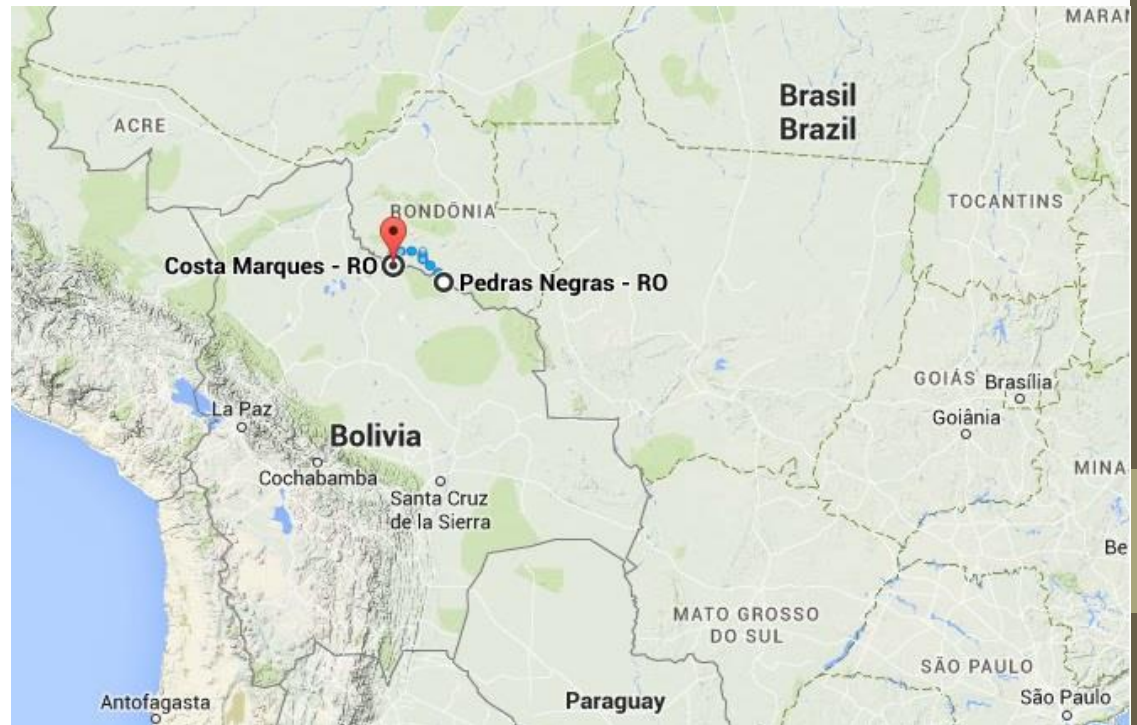 MARAN
Brasil
Brazil
ACRE
TOCANTINS
RONDÔNIA
Costa Marques - RO
Pedras Negras - RO
GOIÁS
Brasília
La Paz
Goiânia
Bolivia
Cochabamba
MINA
Santa Cruz
de la Sierra
Be
MATO GROSSO
DO SUL
SÃO PAULO
Antofagasta
Paraguay
São Paulo